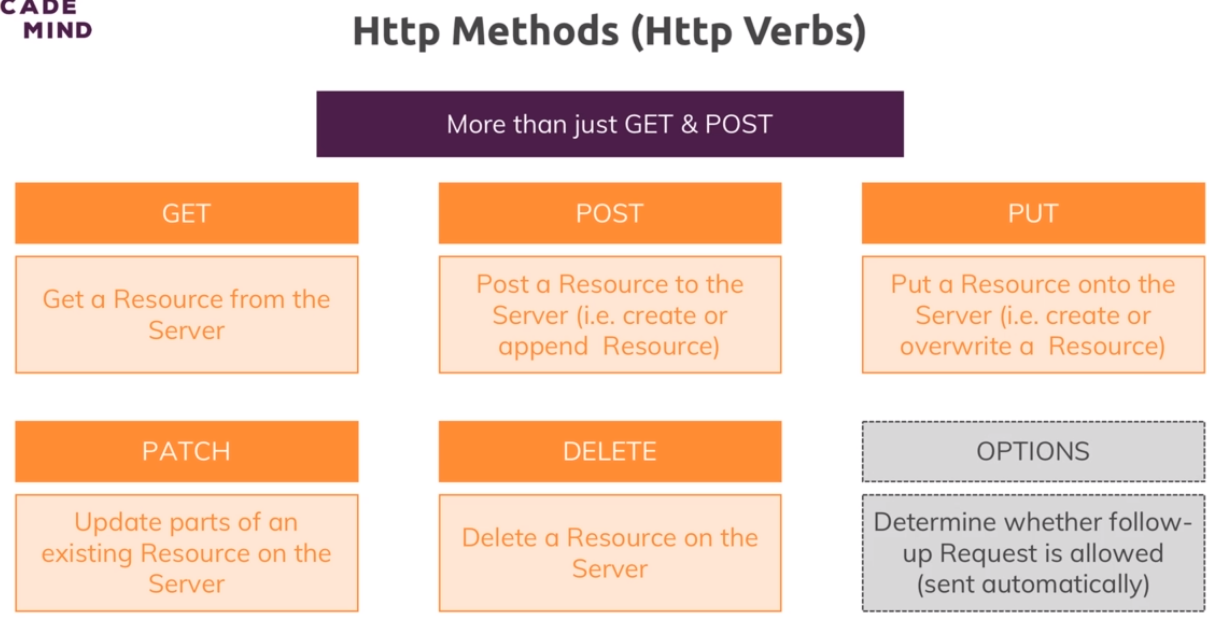 CADE
MIND
Http Methods (Http Verbs)
More than just GET & POST
GET
Get a Resource from the
Server
POST
Post a Resource to the
Server (i.e. create or
append Resource)
PUT
Put a Resource onto the
Server (i.e. create or
overwrite a Resource)
PATCH
Update parts of an
existing Resource on the
Server
DELETE
Delete a Resource on the
Server
OPTIONS
Determine whether follow-
up Request is allowed
(sent automatically)